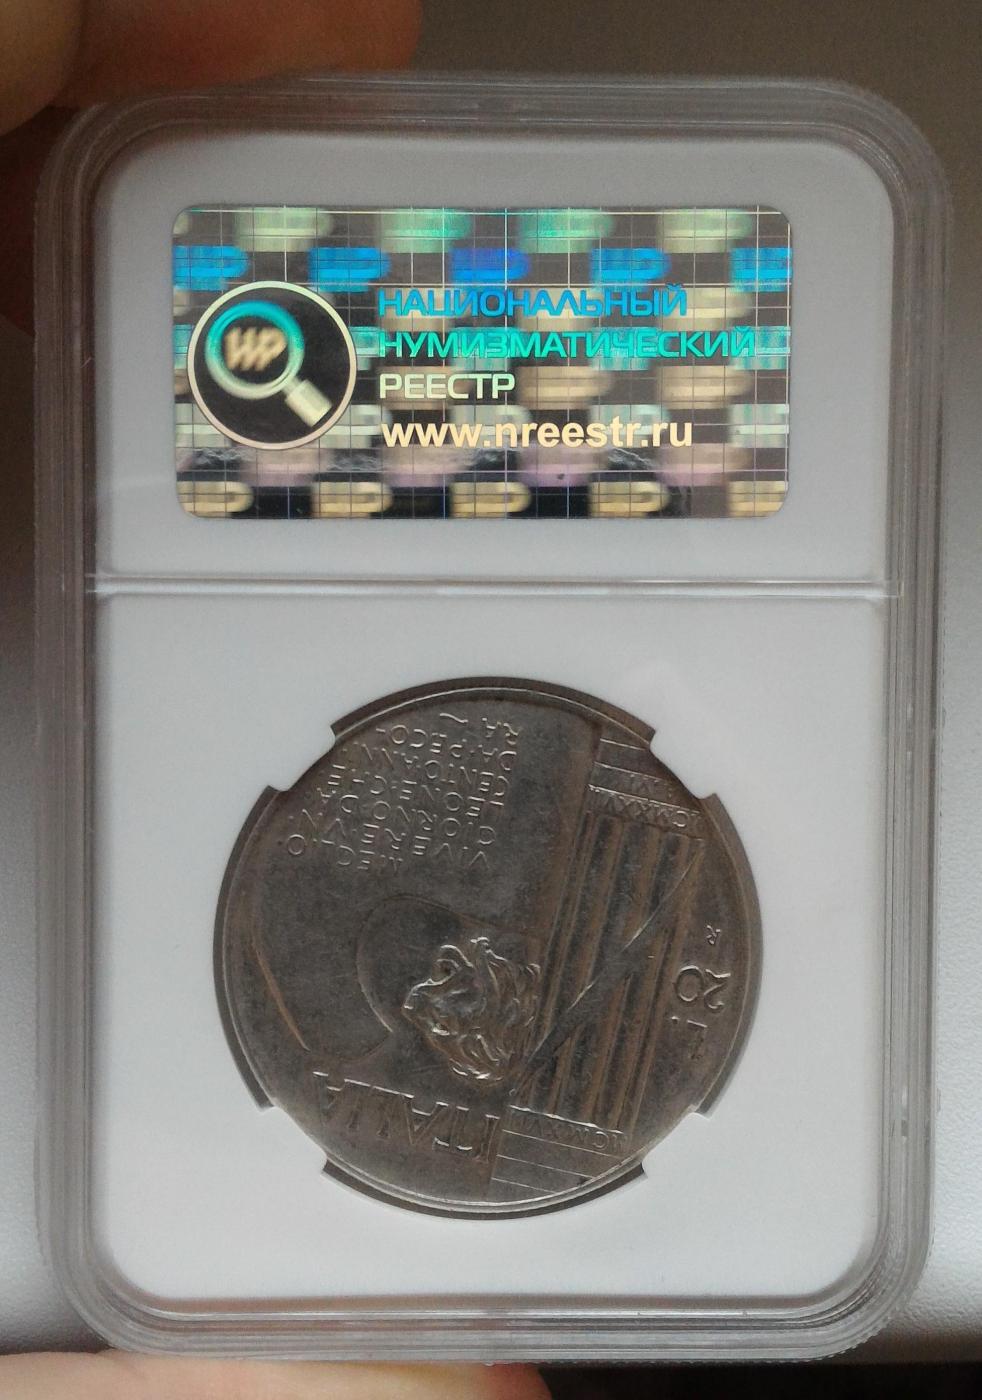 НАЦИОНАЛЬНЫЙ
НУМИЗМАТИЧЕСКИЙ
РЕЕСТР
www.nreestr.ru
ITALIA
MEGLIO
VIVERE VN
GIORNO DA
LEONE CHE
CENTO ANNI
DA PECO
RA
20 L
R